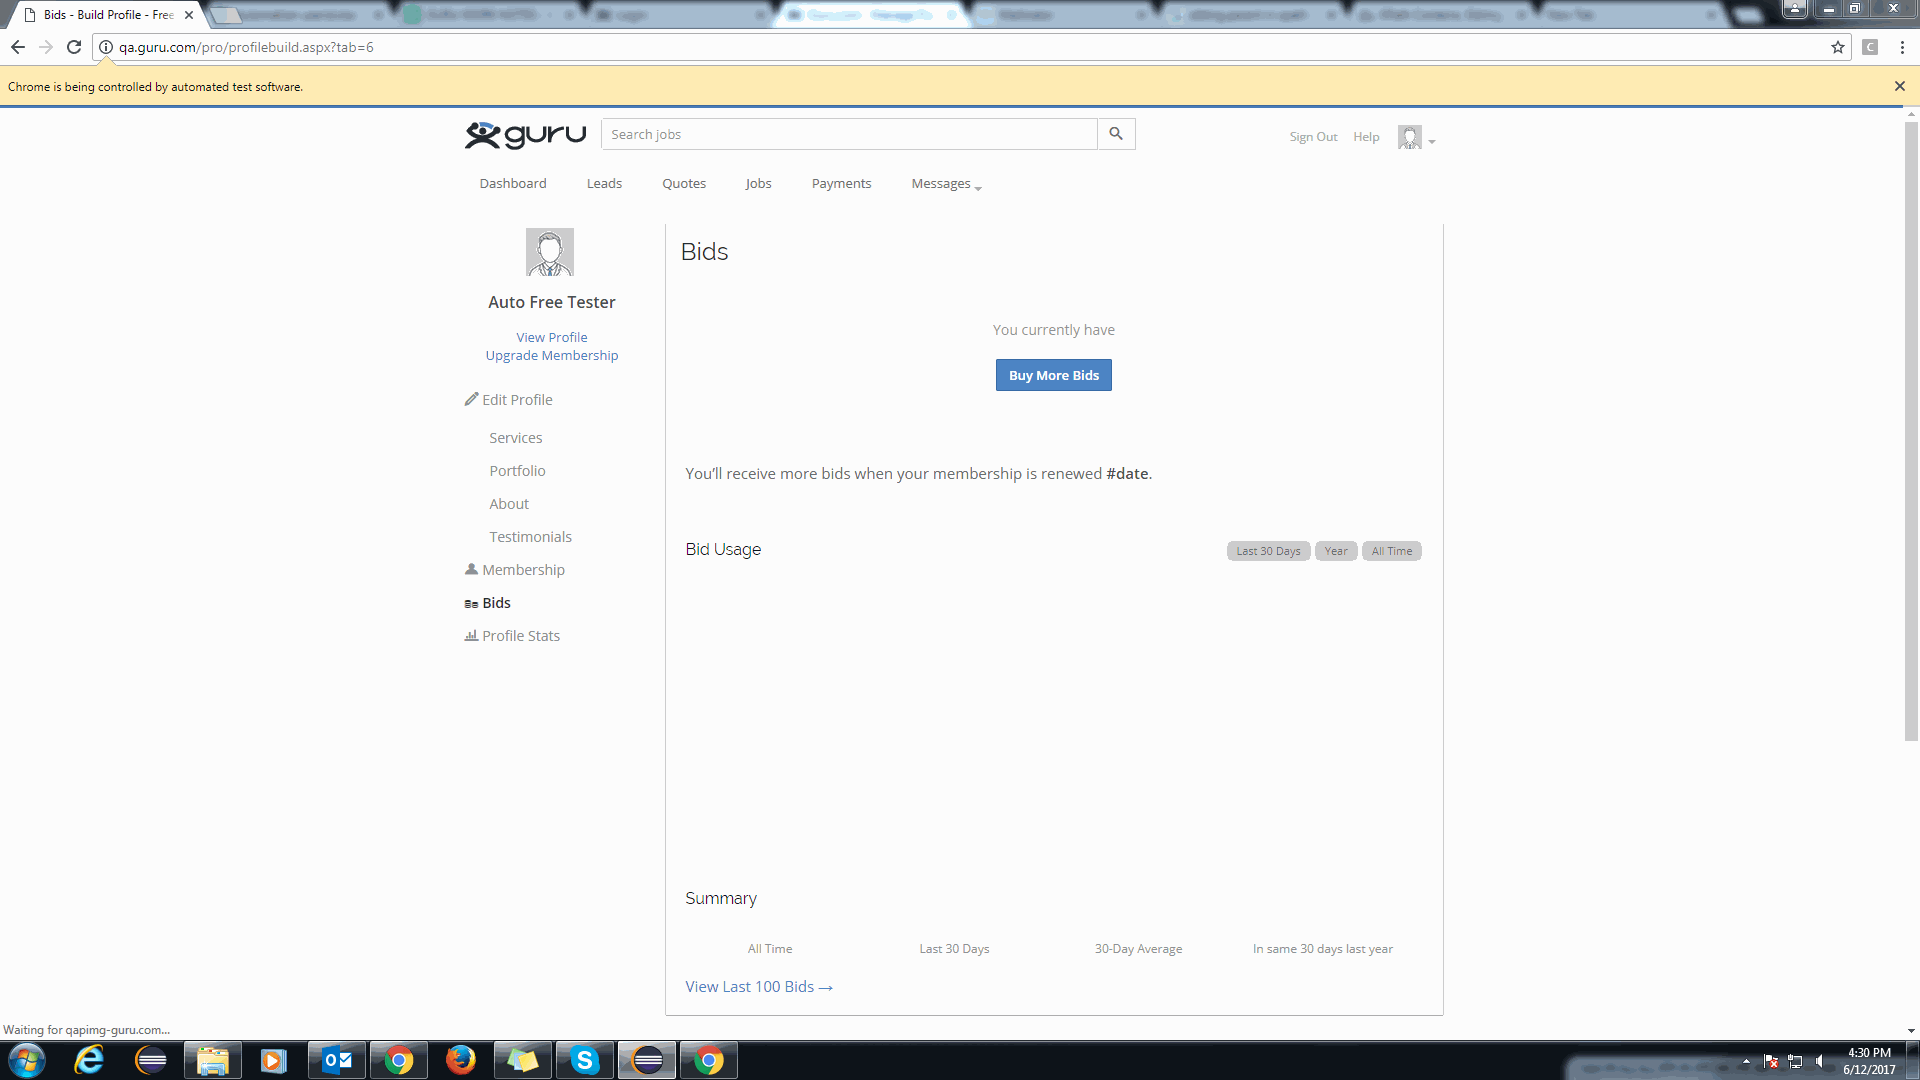 Bids - Build Profile - Free
qa.guru.com/pro/profilebuild.aspx?tab=6
C
Chrome is being controlled by automated test software.
guru
Search jobs
Sign Out
Help
Dashboard
Leads
Quotes
Jobs
Payments
Messages
Auto Free Tester
View Profile
Upgrade Membership
Edit Profile
Services
Portfolio
About
Testimonials
Membership
Bids
Profile Stats
Bids
You currently have
Buy More Bids
You’ll receive more bids when your membership is renewed #date.
Bid Usage
Last 30 Days
Year
All Time
Summary
All Time
Last 30 Days
30-Day Average
In same 30 days last year
View Last 100 Bids →
Waiting for qapimg-guru.com...
4:30 PM
6/12/2017